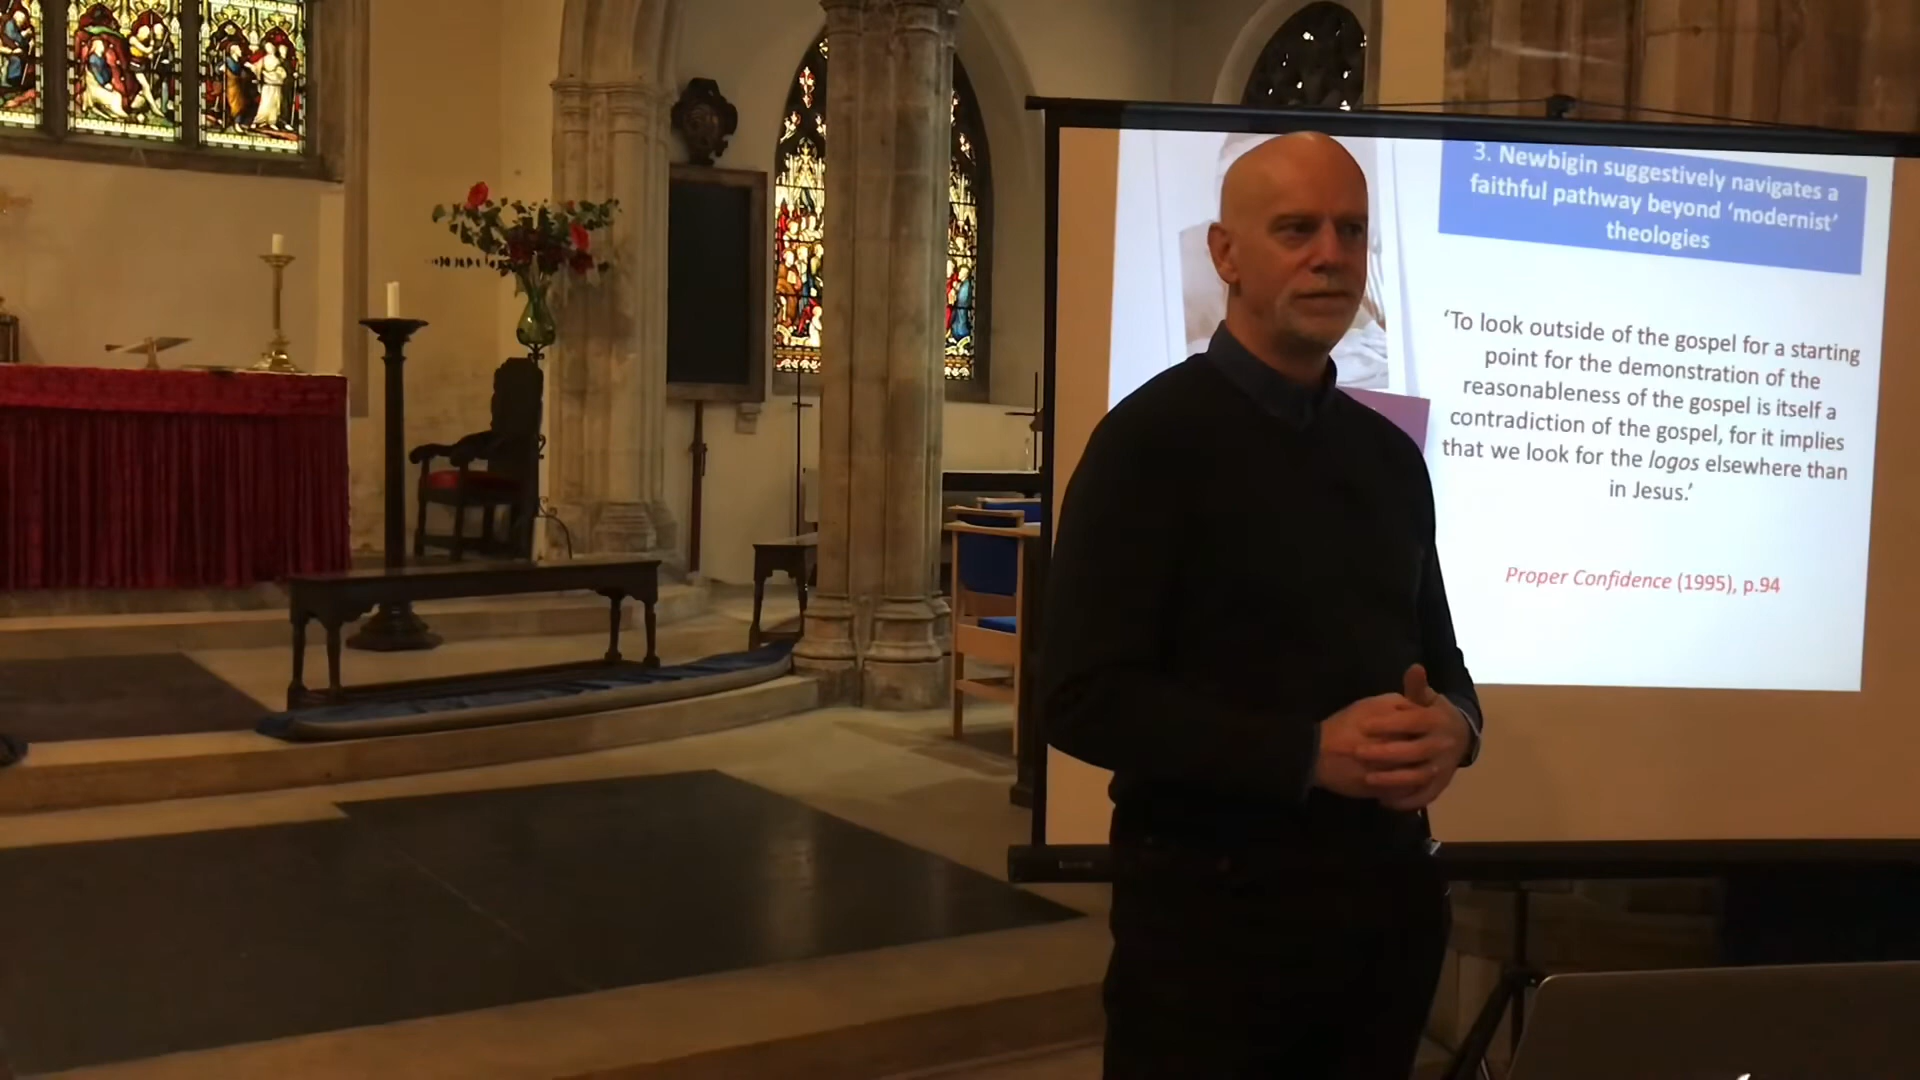 3. Newbigin suggestively navigates a
faithful pathway beyond ‘modernist’
theologies
‘To look outside of the gospel for a starting
point for the demonstration of the
reasonableness of the gospel is itself a
contradiction of the gospel, for it implies
that we look for the logos elsewhere than
in Jesus.’
Proper Confidence (1995), p.94